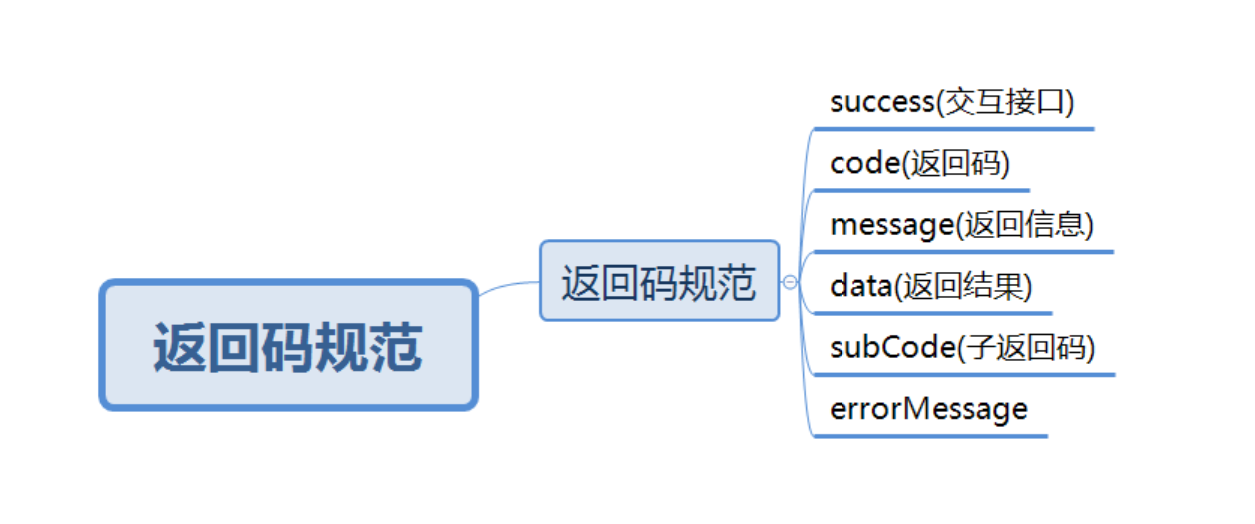 返回码规范
返回码规范
success(交互接口)
code(返回码)
message(返回信息)
data(返回结果)
subCode(子返回码)
errorMessage